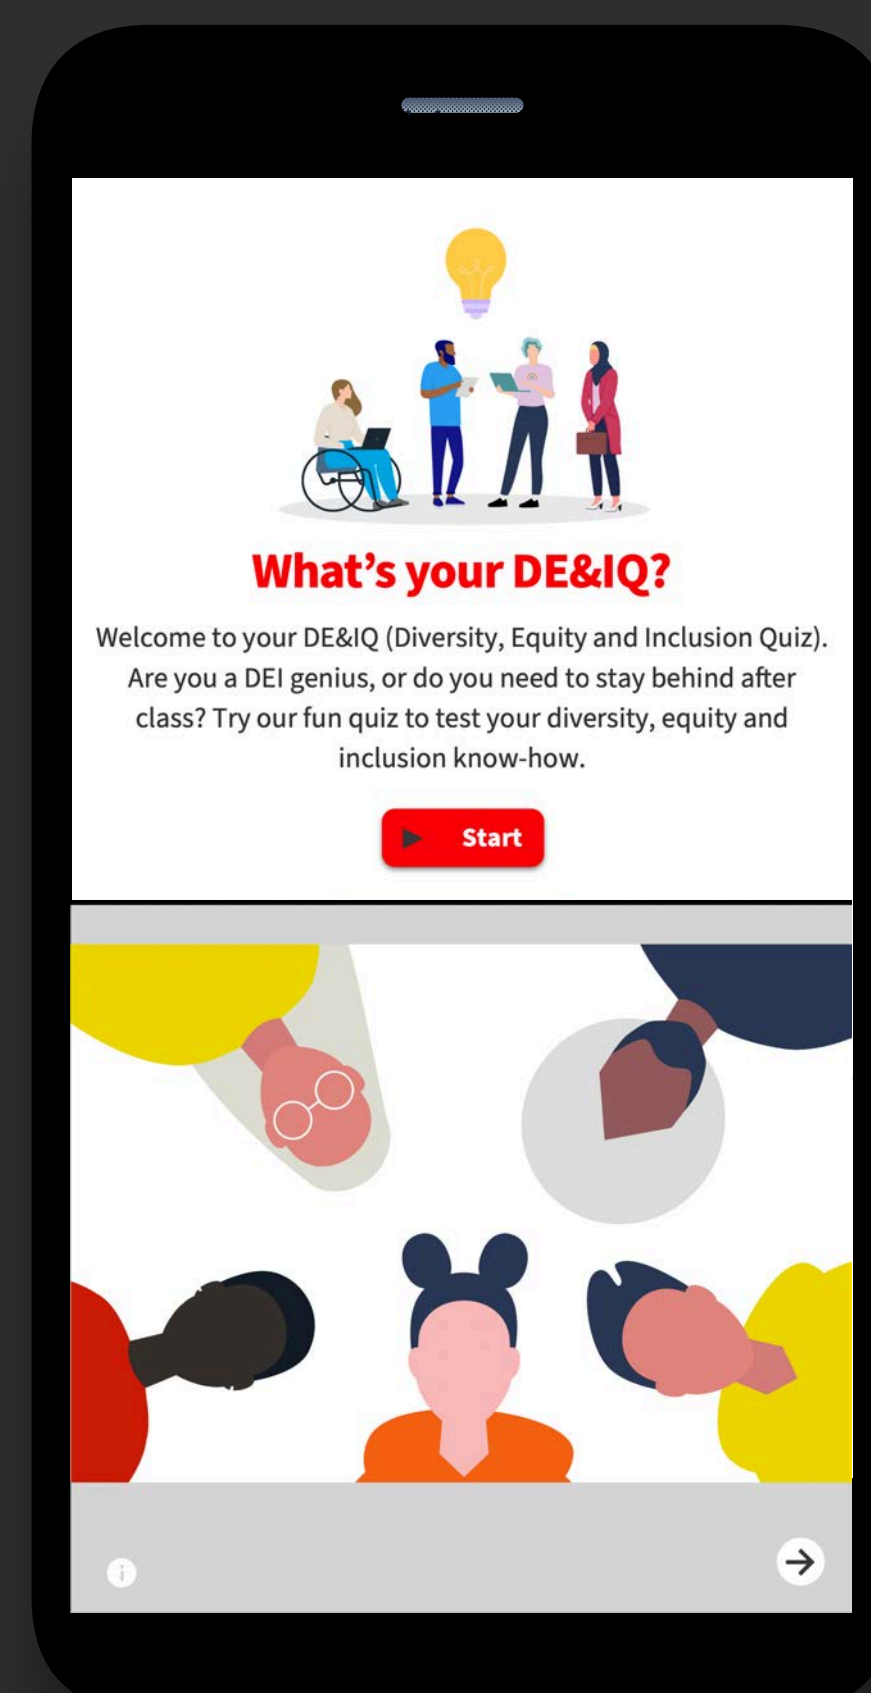 What’s your DE&IQ?
Welcome to your DE&IQ (Diversity, Equity and Inclusion Quiz).
Are you a DEI genius, or do you need to stay behind after
class? Try our fun quiz to test your diversity, equity and
inclusion know-how.
Start
i